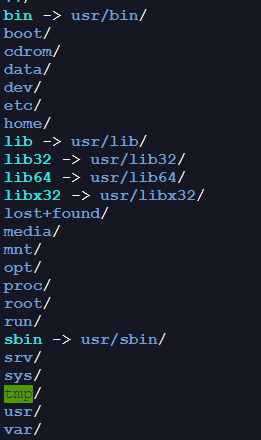 bin -> usr/bin/
boot/
cdrom/
data/
dev/
etc/
home/
lib -> usr/lib/
lib32 -> usr/lib32/
lib64 -> usr/lib64/
libx32 -> usr/libx32/
lost+found/
media/
mnt/
opt/
proc/
root/
run/
sbin -> usr/sbin/
srv/
sys/
tmp/
usr/
var/